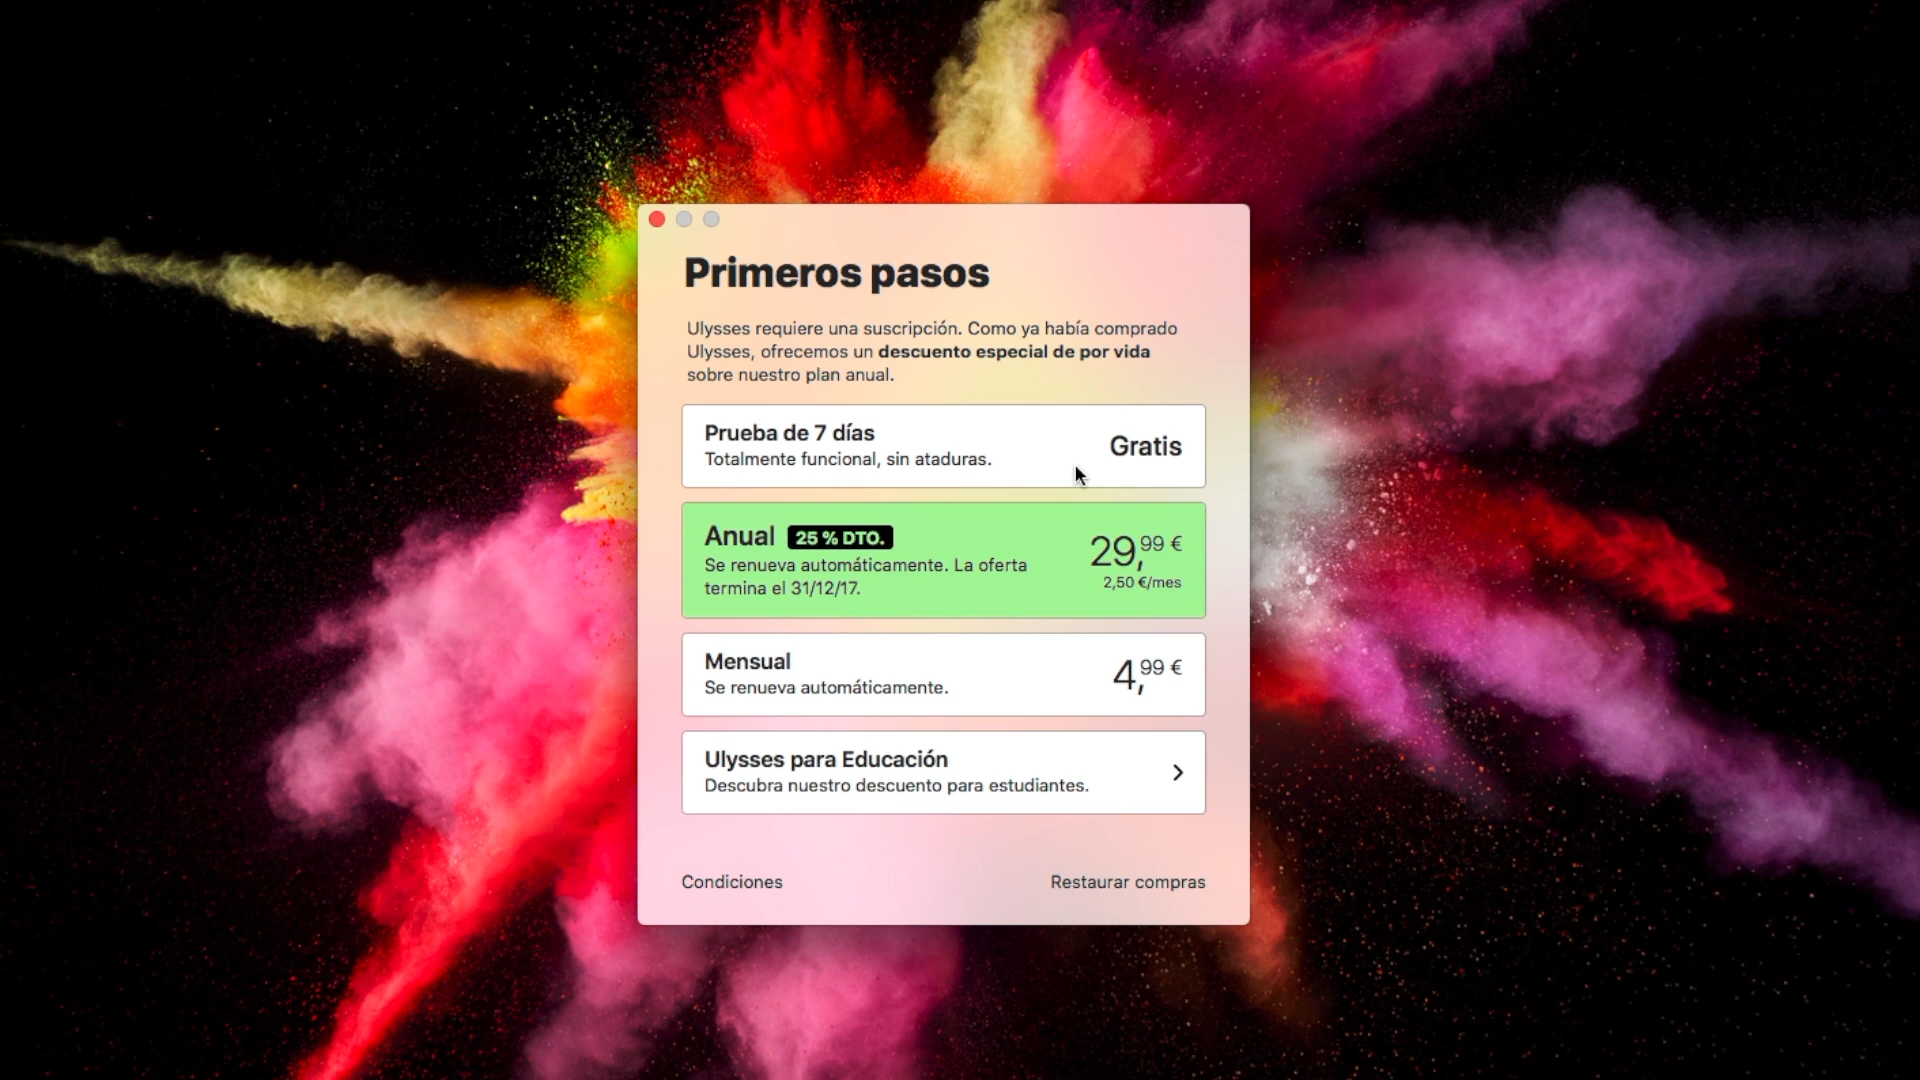 Primeros pasos
Ulysses requiere una suscripción. Como ya había comprado
Ulysses, ofrecemos un descuento especial de por vida
sobre nuestro plan anual.
Prueba de 7 días
Totalmente funcional, sin ataduras.
Gratis
Anual 25 % DTO.
Se renueva automáticamente. La oferta
termina el 31/12/17.
29,99 €
2,50 €/mes
Mensual
Se renueva automáticamente.
4,99 €
Ulysses para Educación
Descubra nuestro descuento para estudiantes.
Condiciones
Restaurar compras